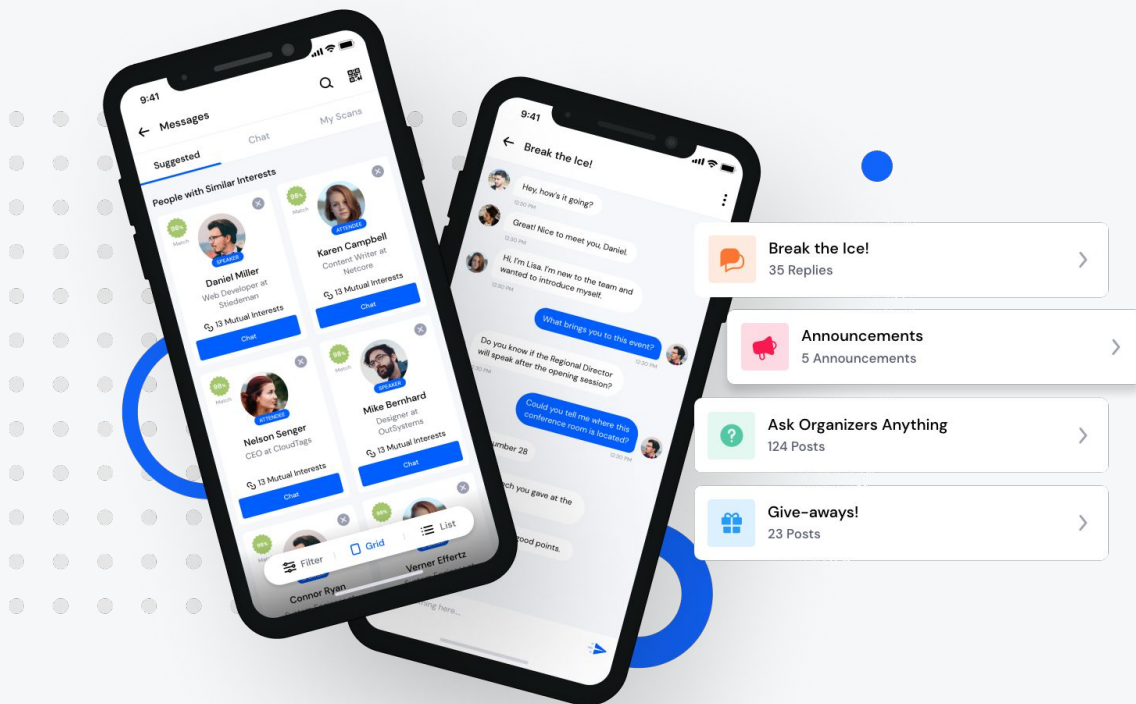 9:41
Messages
Suggested
Chat
My Scans
People with Similar Interests
98%
Match
SPEAKER
Daniel Miller
Web Developer at
Stiedeman
13 Mutual Interests
Chat
98%
Match
ATTENDEE
Karen Campbell
Content Writer at
Netcore
13 Mutual Interests
Chat
98%
Match
ATTENDEE
Nelson Senger
CEO at CloudTags
13 Mutual Interests
Chat
98%
Match
SPEAKER
Mike Bernhard
Designer at
OutSystems
13 Mutual Interests
Chat
98%
98%
Filter
Grid
List
Connor Ryan
Verner Effertz
9:41
Break the Ice!
Hey, how's it going?
12:30 PM
Great! Nice to meet you, Daniel.
12:30 PM
Hi, I'm Lisa. I'm new to the team and
wanted to introduce myself.
12:30 PM
What brings you to this event?
12:30 PM
Do you know if the Regional Director
will speak after the opening session?
Could you tell me where this
conference room is located?
12:30 PM
28
you gave at the
good points.
here...
Break the Ice!
35 Replies
Announcements
5 Announcements
Ask Organizers Anything
124 Posts
Give-aways!
23 Posts